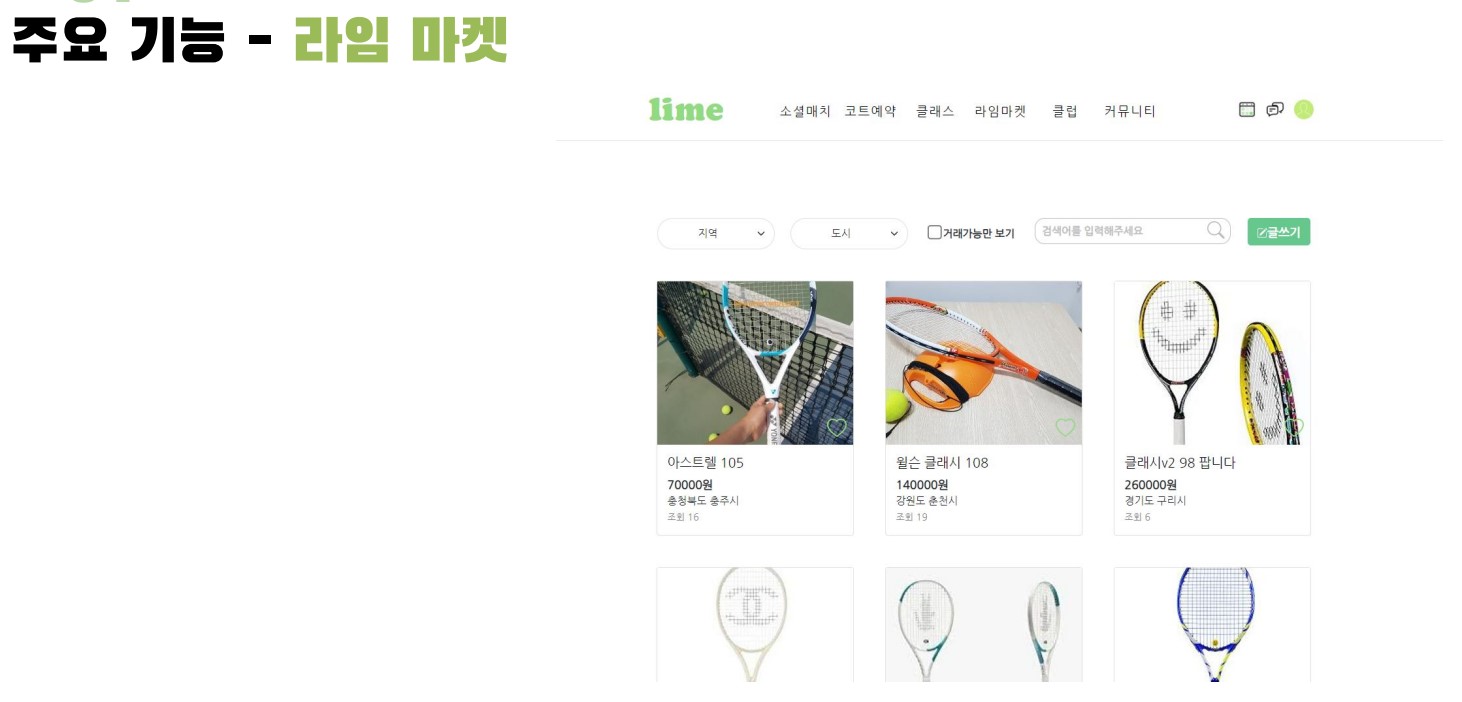 주요 기능 - 라임 마켓
lime 소셜매치 코트예약 클래스 라임마켓 클럽 커뮤니티
지역 도시 거래가능만 보기 검색어를 입력해주세요 글쓰기
아스트렐 105
70000원
충청북도 충주시
조회 16
윌슨 클래시 108
140000원
강원도 춘천시
조회 19
클래시v2 98 팝니다
260000원
경기도 구리시
조회 6